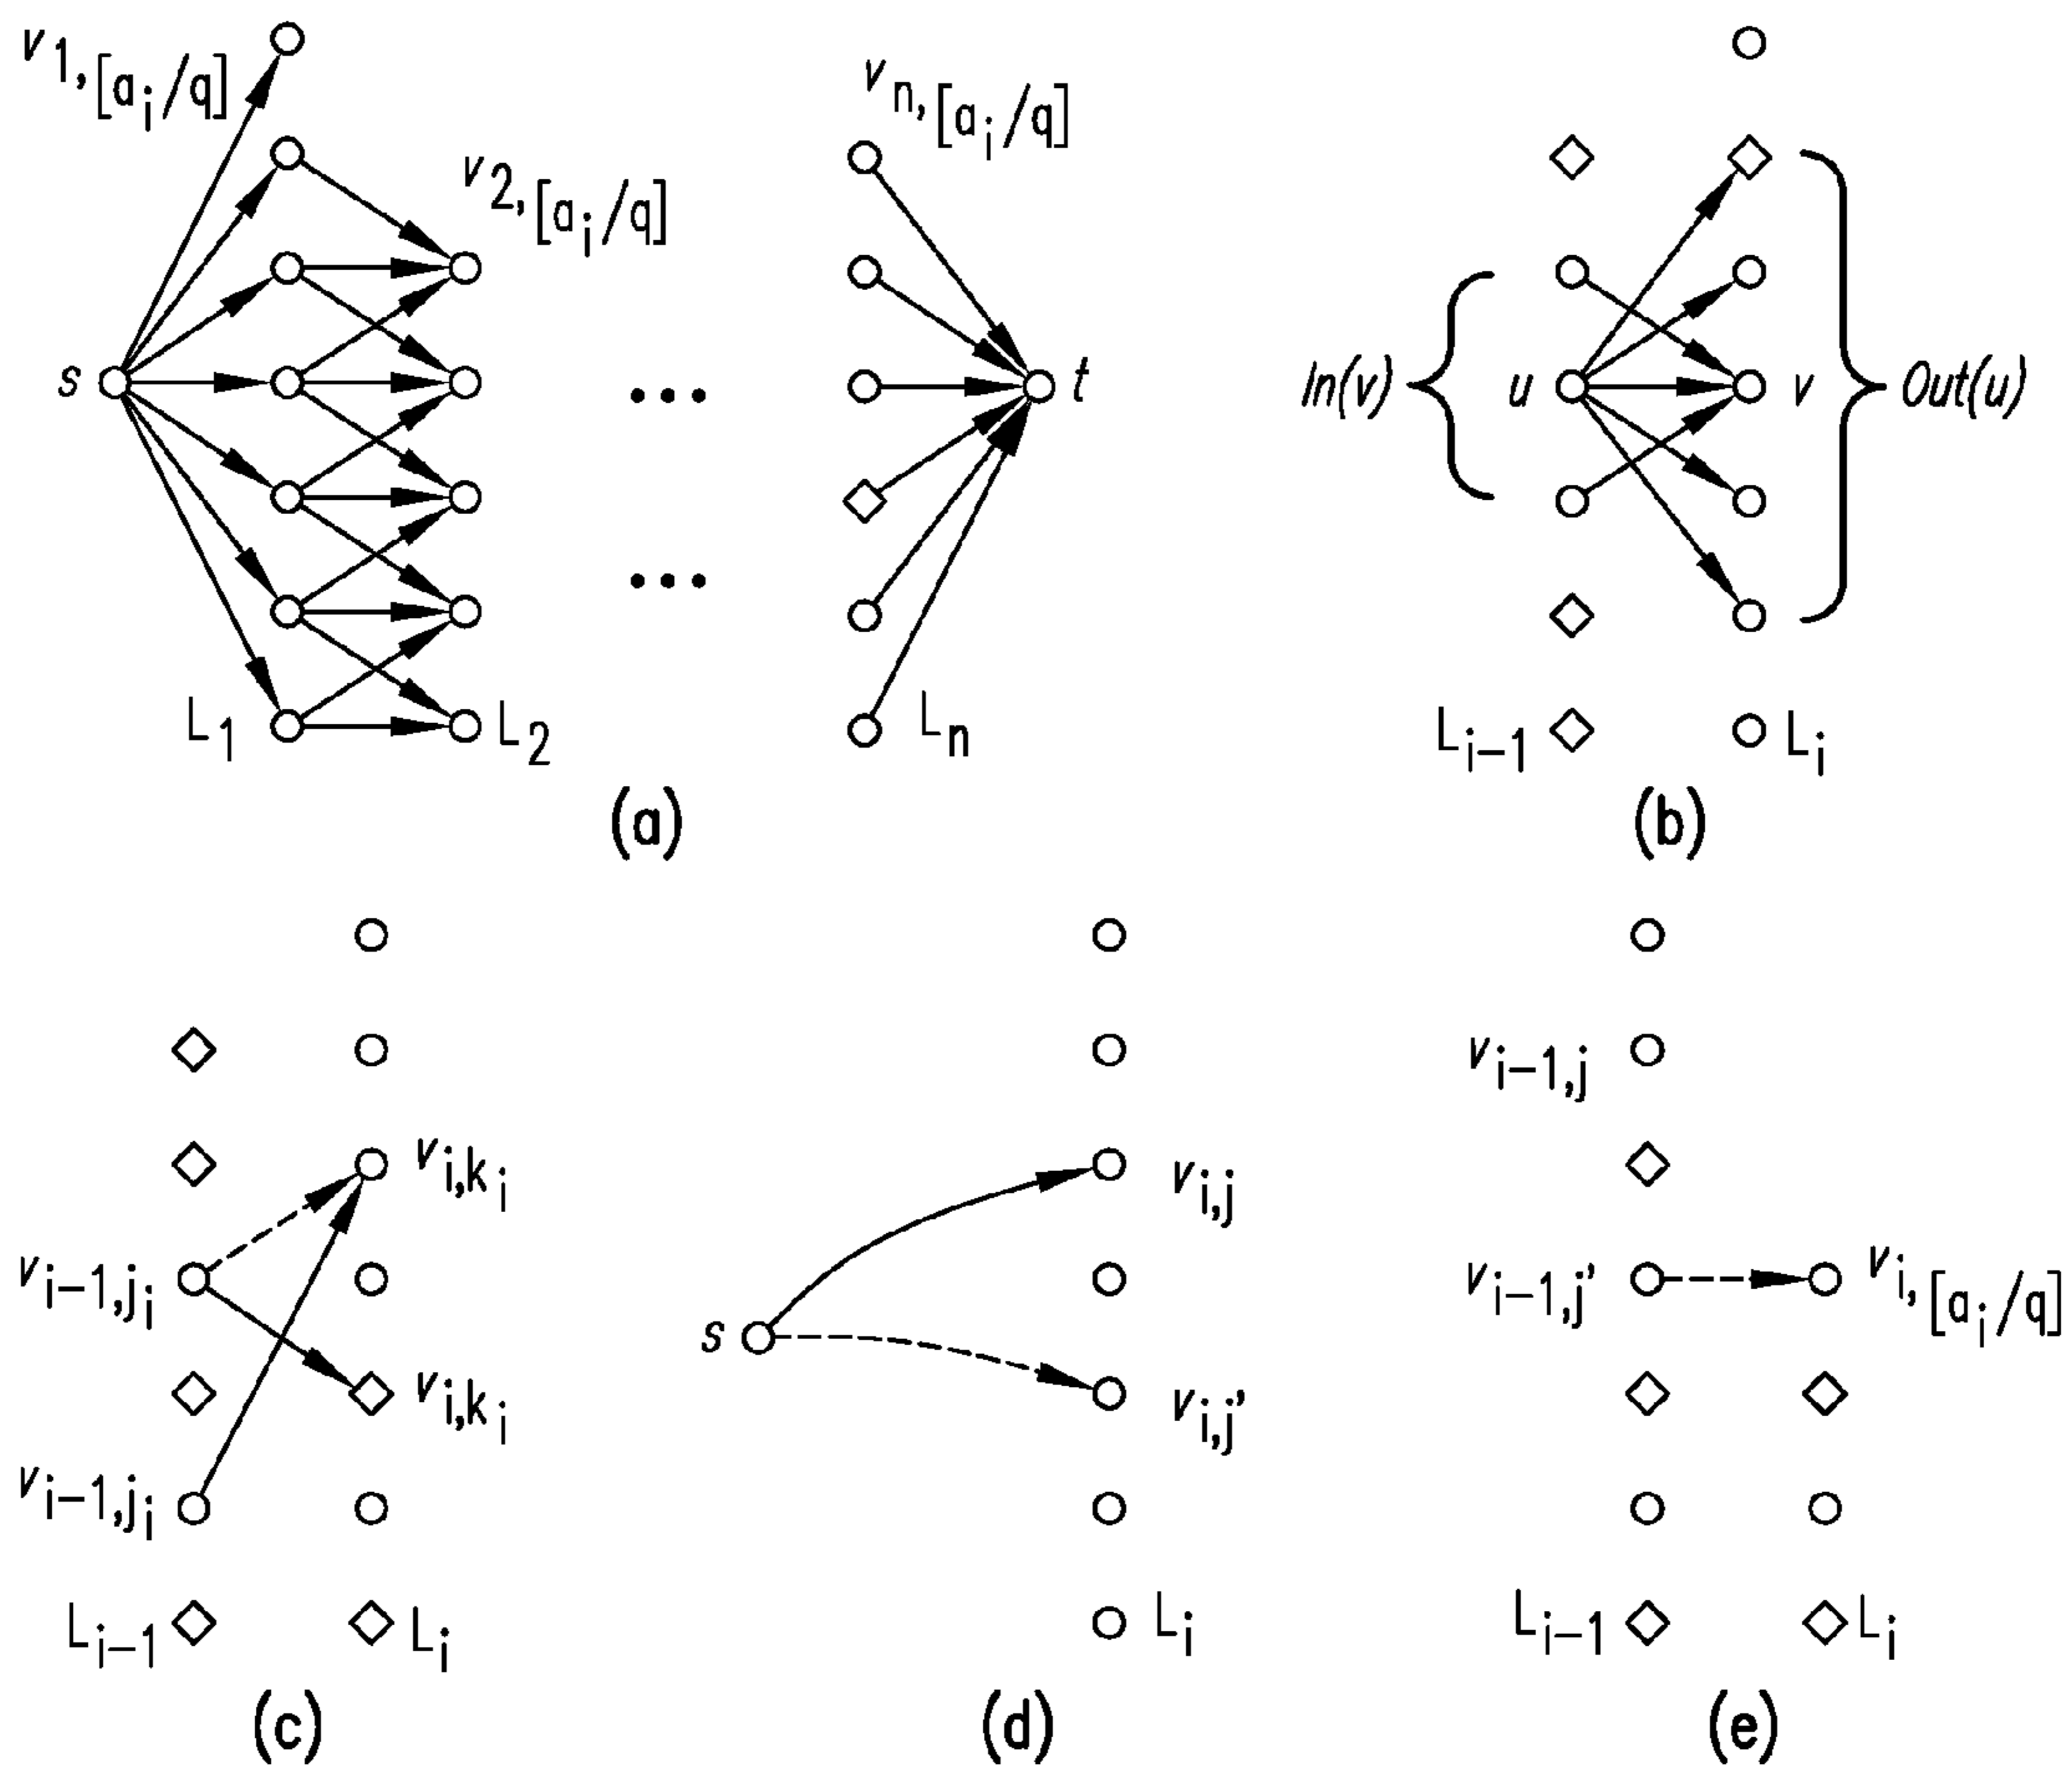 v1,[ai/q]
v2,[ai/q]
vn,[ai/q]
s
t
L1
L2
Ln
...
...
(a)
In(v)
u
v
Out(u)
Li-1
Li
(b)
vi,ki
vi-1,ji
vi,ki
vi-1,ji
Li-1
Li
(c)
vi,j
s
vi,j'
Li
(d)
vi-1,j
vi-1,j'
vi,[ai/q]
Li-1
Li
(e)